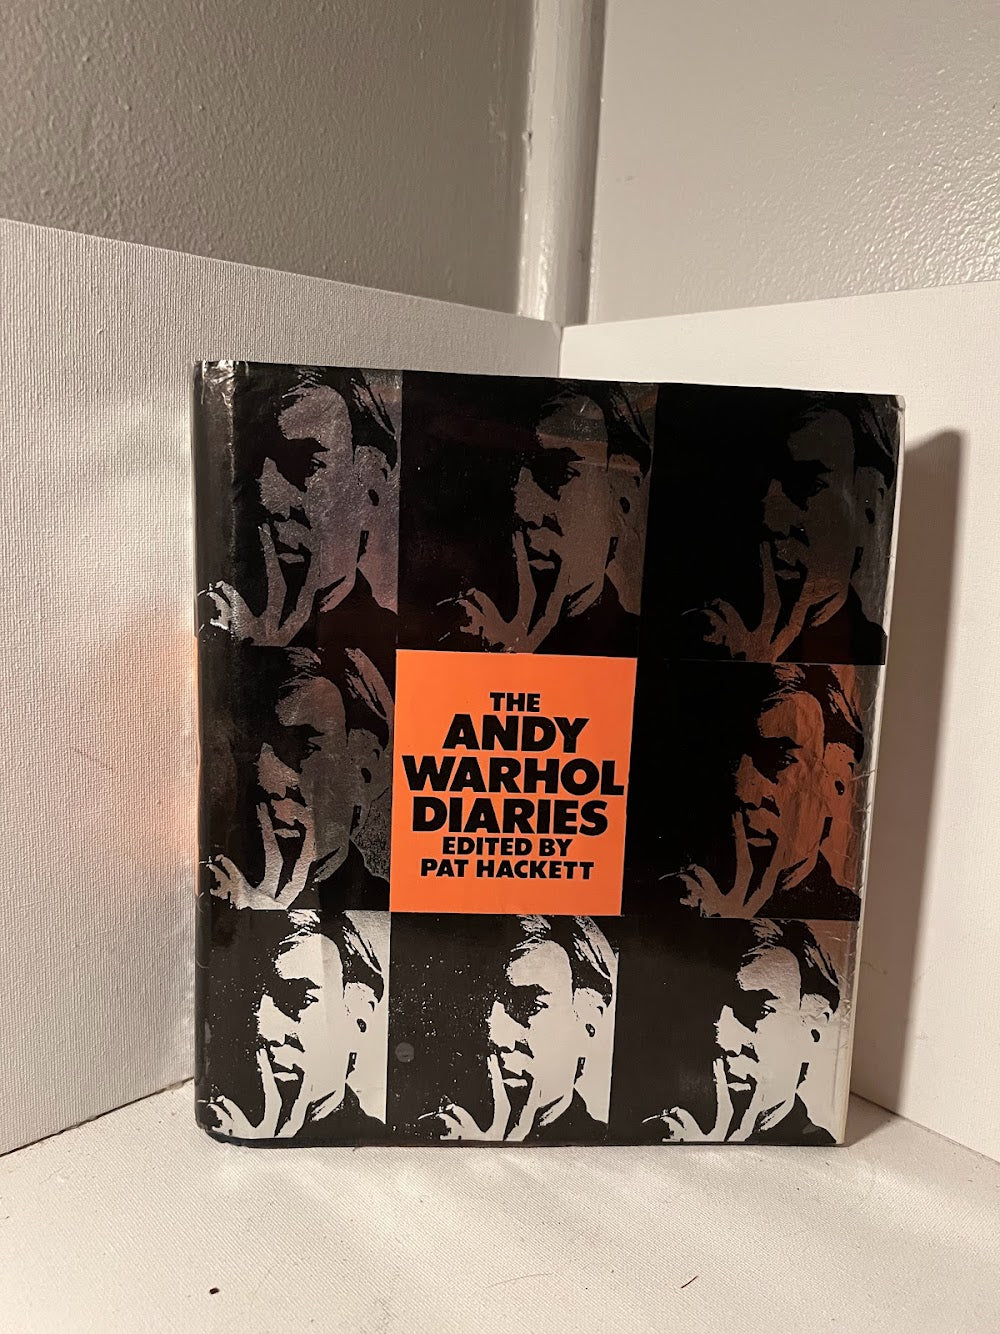 THE
ANDY
WARHOL
DIARIES
EDITED BY
PAT HACKETT